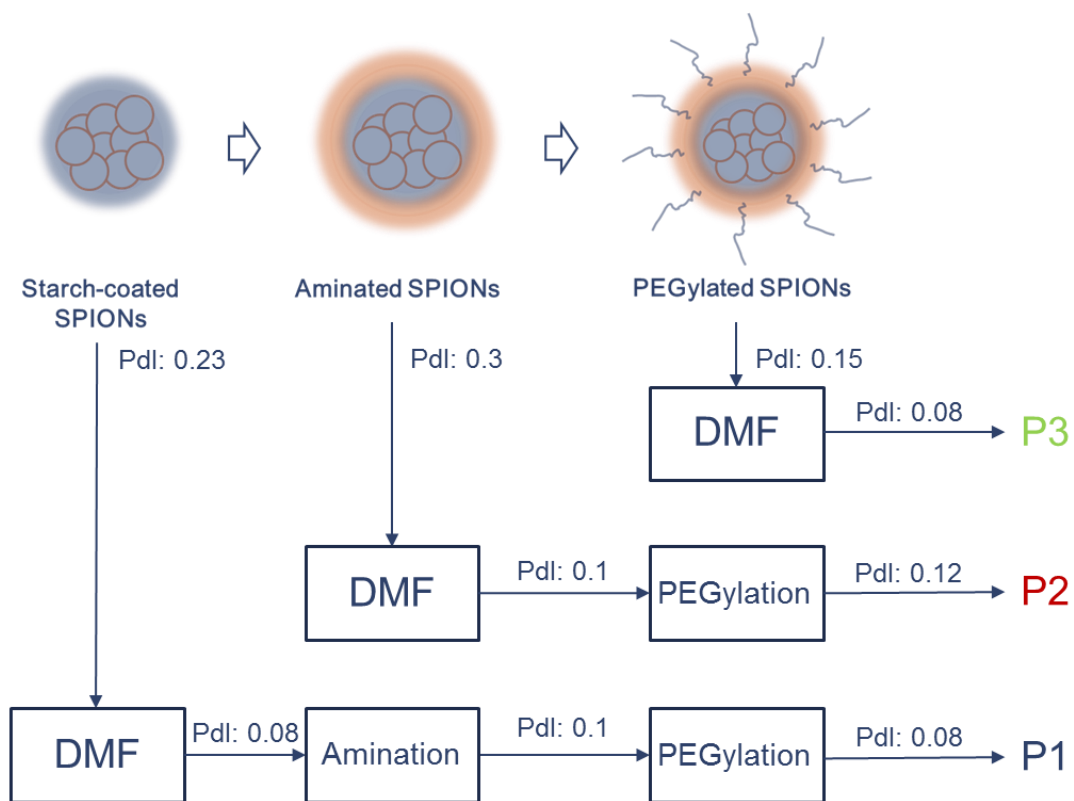 Starch-coated
SPIONs
Aminated SPIONs
PEGylated SPIONs
PdI: 0.23
PdI: 0.3
PdI: 0.15
DMF
PdI: 0.08
P3
DMF
PdI: 0.1
PEGylation
PdI: 0.12
P2
DMF
PdI: 0.08
Amination
PdI: 0.1
PEGylation
PdI: 0.08
P1